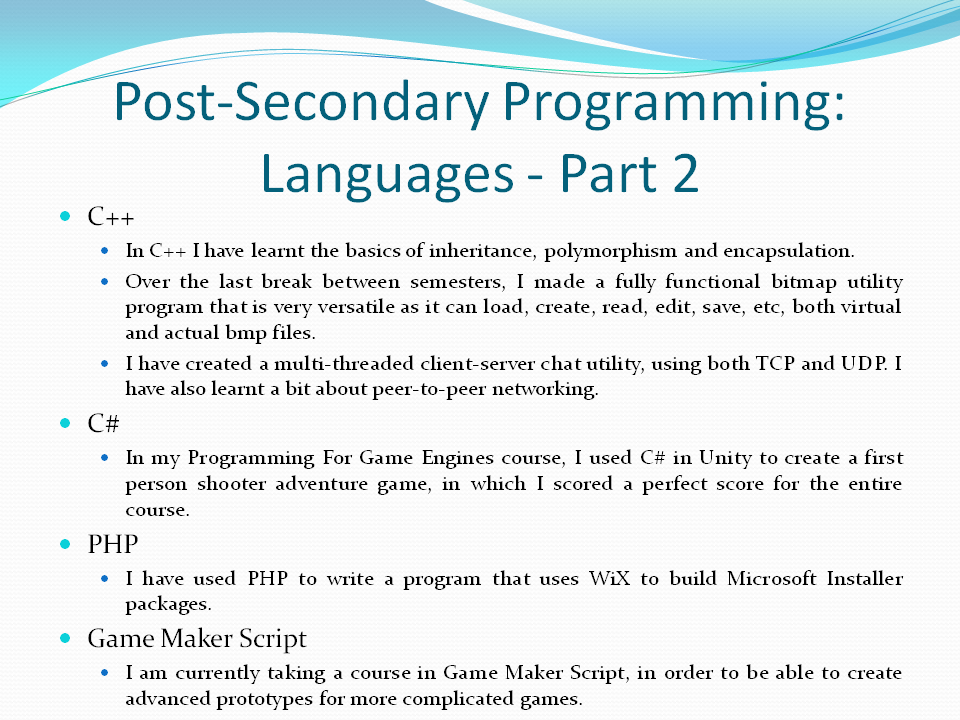 Post-Secondary Programming:
Languages - Part 2
C++
In C++ I have learnt the basics of inheritance, polymorphism and encapsulation.
Over the last break between semesters, I made a fully functional bitmap utility
program that is very versatile as it can load, create, read, edit, save, etc, both virtual
and actual bmp files.
I have created a multi-threaded client-server chat utility, using both TCP and UDP. I
have also learnt a bit about peer-to-peer networking.
C#
In my Programming For Game Engines course, I used C# in Unity to create a first
person shooter adventure game, in which I scored a perfect score for the entire
course.
PHP
I have used PHP to write a program that uses WiX to build Microsoft Installer
packages.
Game Maker Script
I am currently taking a course in Game Maker Script, in order to be able to create
advanced prototypes for more complicated games.